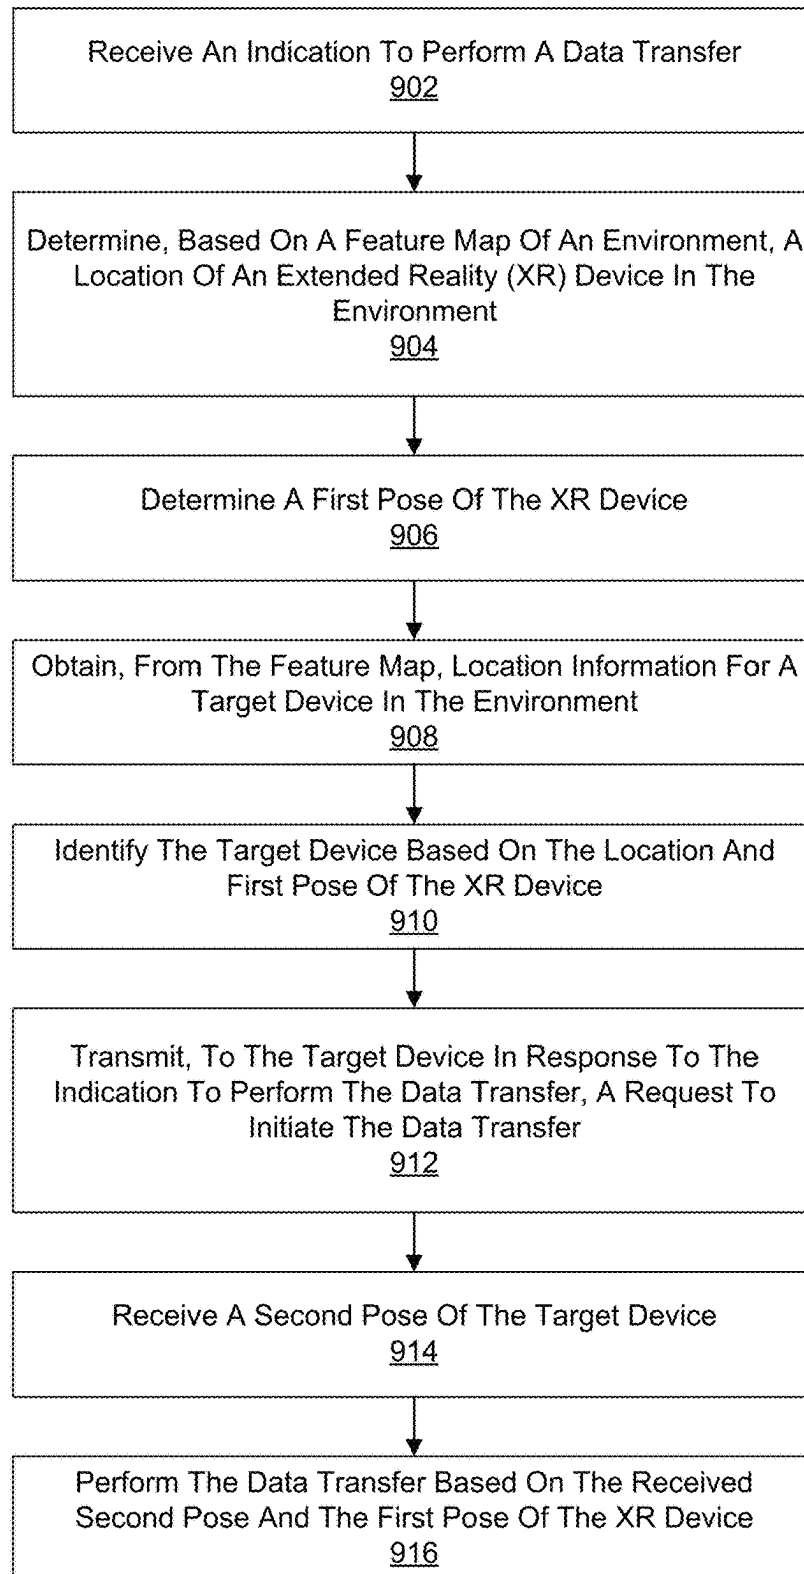 Receive An Indication To Perform A Data Transfer
902
Determine, Based On A Feature Map Of An Environment, A
Location Of An Extended Reality (XR) Device In The
Environment
904
Determine A First Pose Of The XR Device
906
Obtain, From The Feature Map, Location Information For A
Target Device In The Environment
908
Identify The Target Device Based On The Location And
First Pose Of The XR Device
910
Transmit, To The Target Device In Response To The
Indication To Perform The Data Transfer, A Request To
Initiate The Data Transfer
912
Receive A Second Pose Of The Target Device
914
Perform The Data Transfer Based On The Received
Second Pose And The First Pose Of The XR Device
916